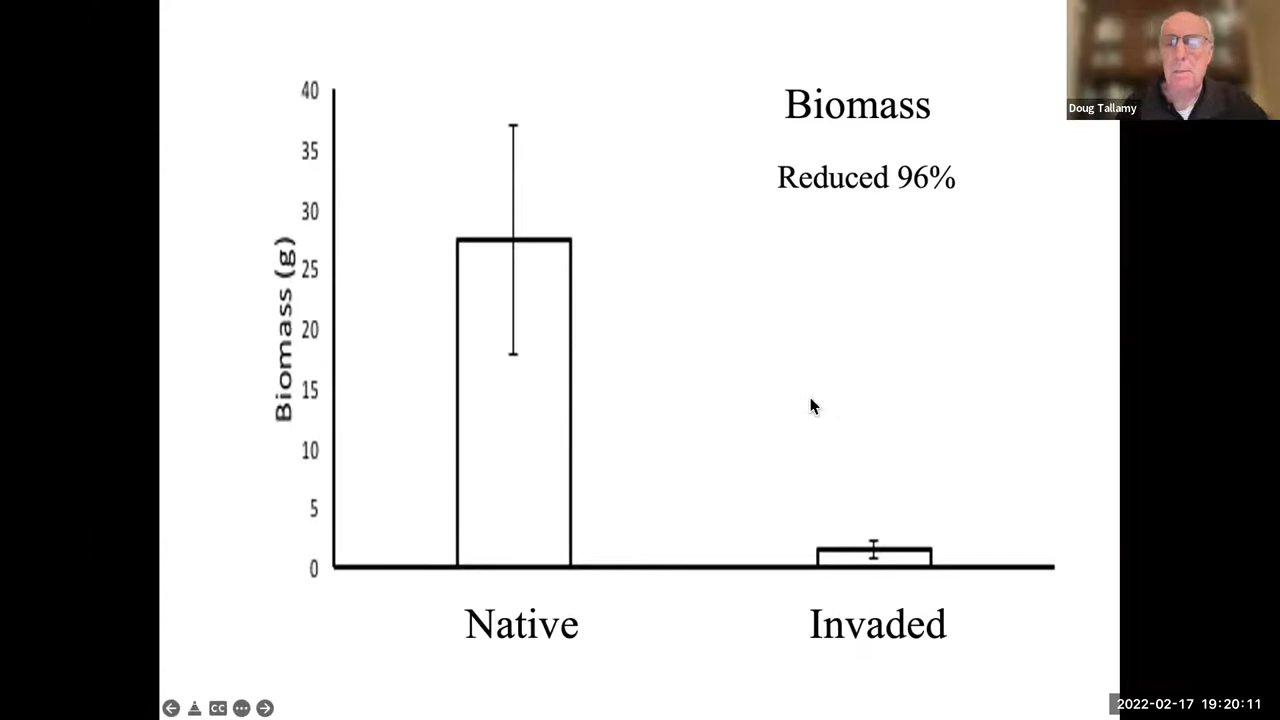 Doug Tallamy
Biomass
Reduced 96%
Biomass (g)
40
35
30
25
20
15
10
5
0
Native
Invaded
CC
2022-02-17 19:20:11